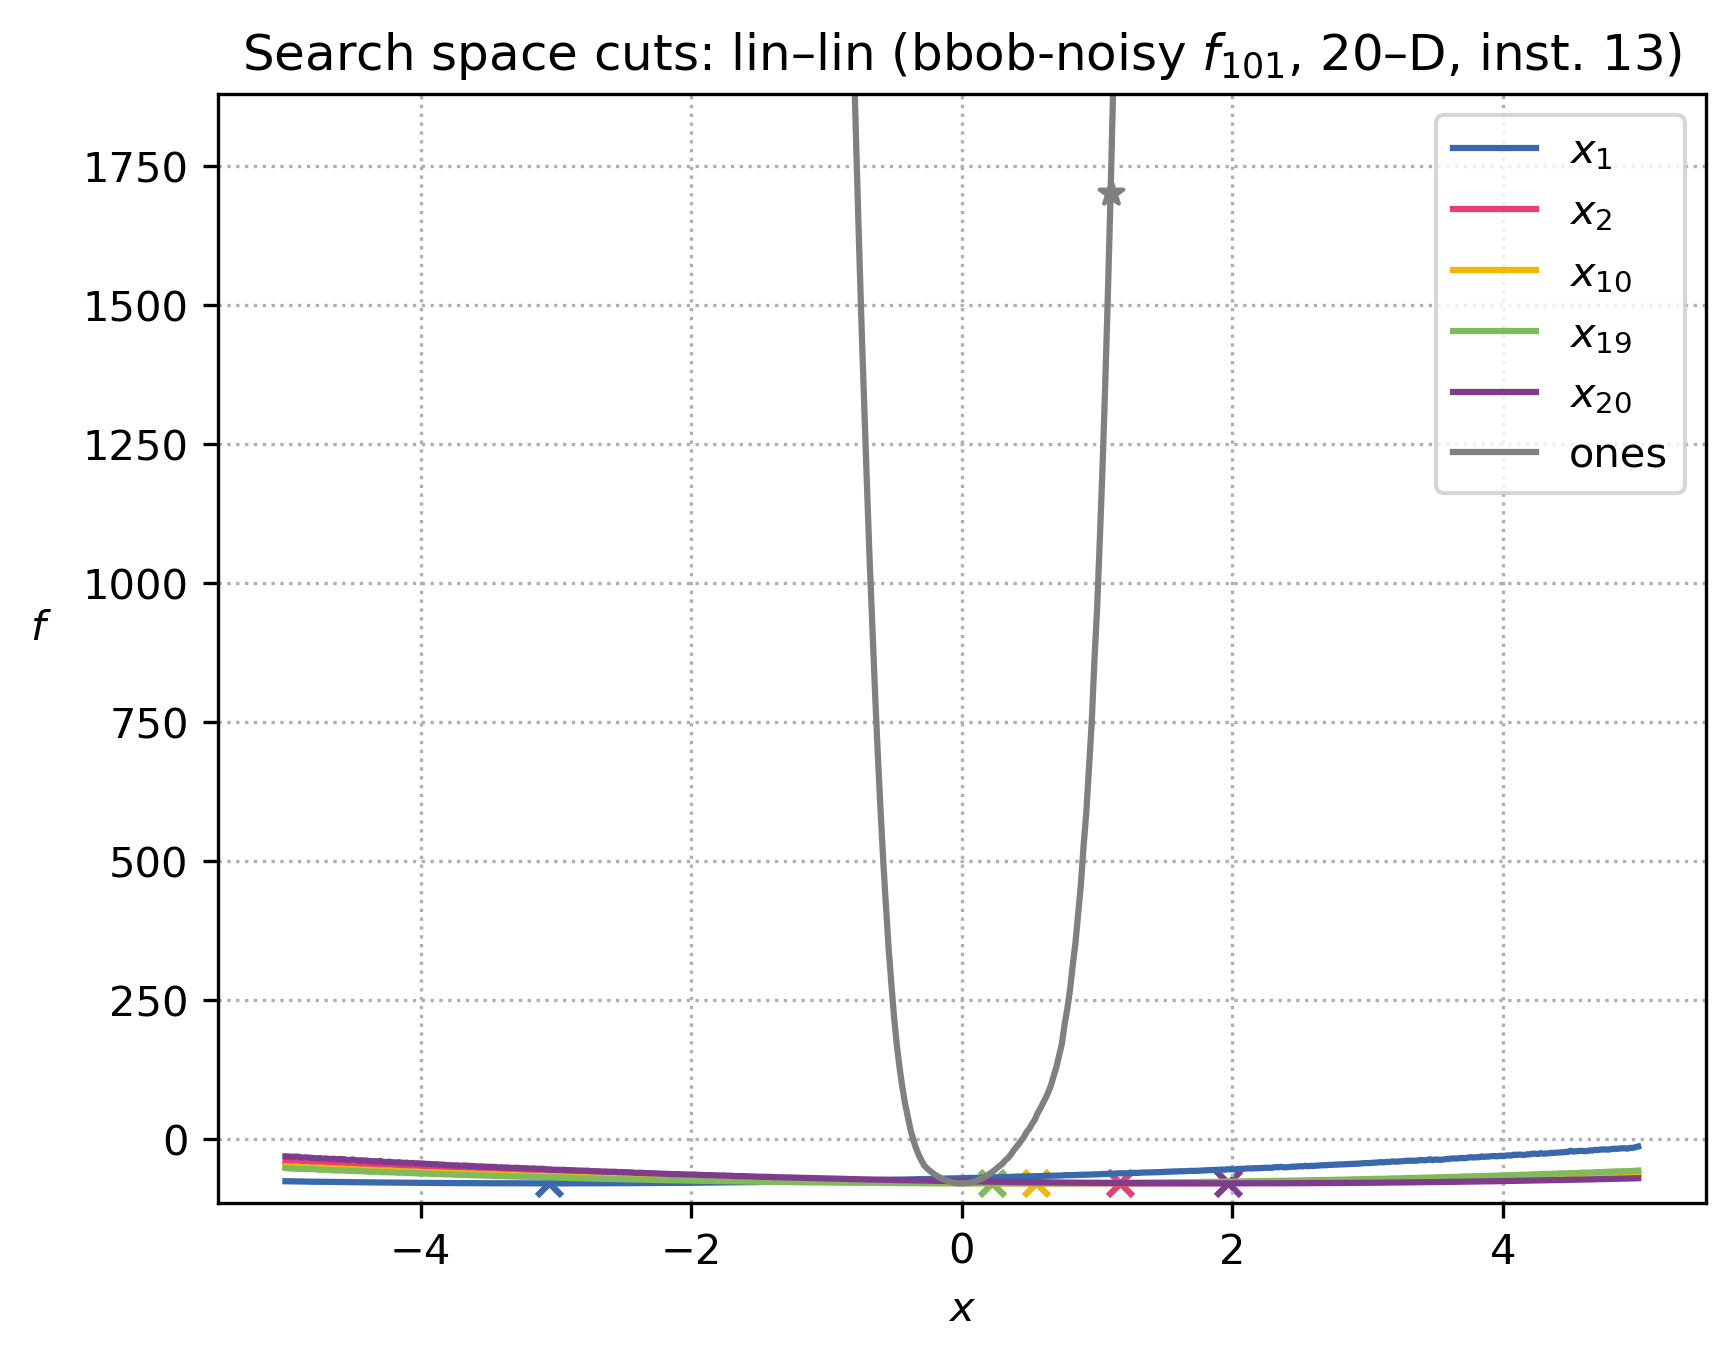 Search space cuts: lin–lin (bbob-noisy f₁₀₁, 20–D, inst. 13)
x₁
x₂
x₁₀
x₁₉
x₂₀
ones
1750
1500
1250
1000
750
500
250
0
f
−4 −2 0 2 4
x